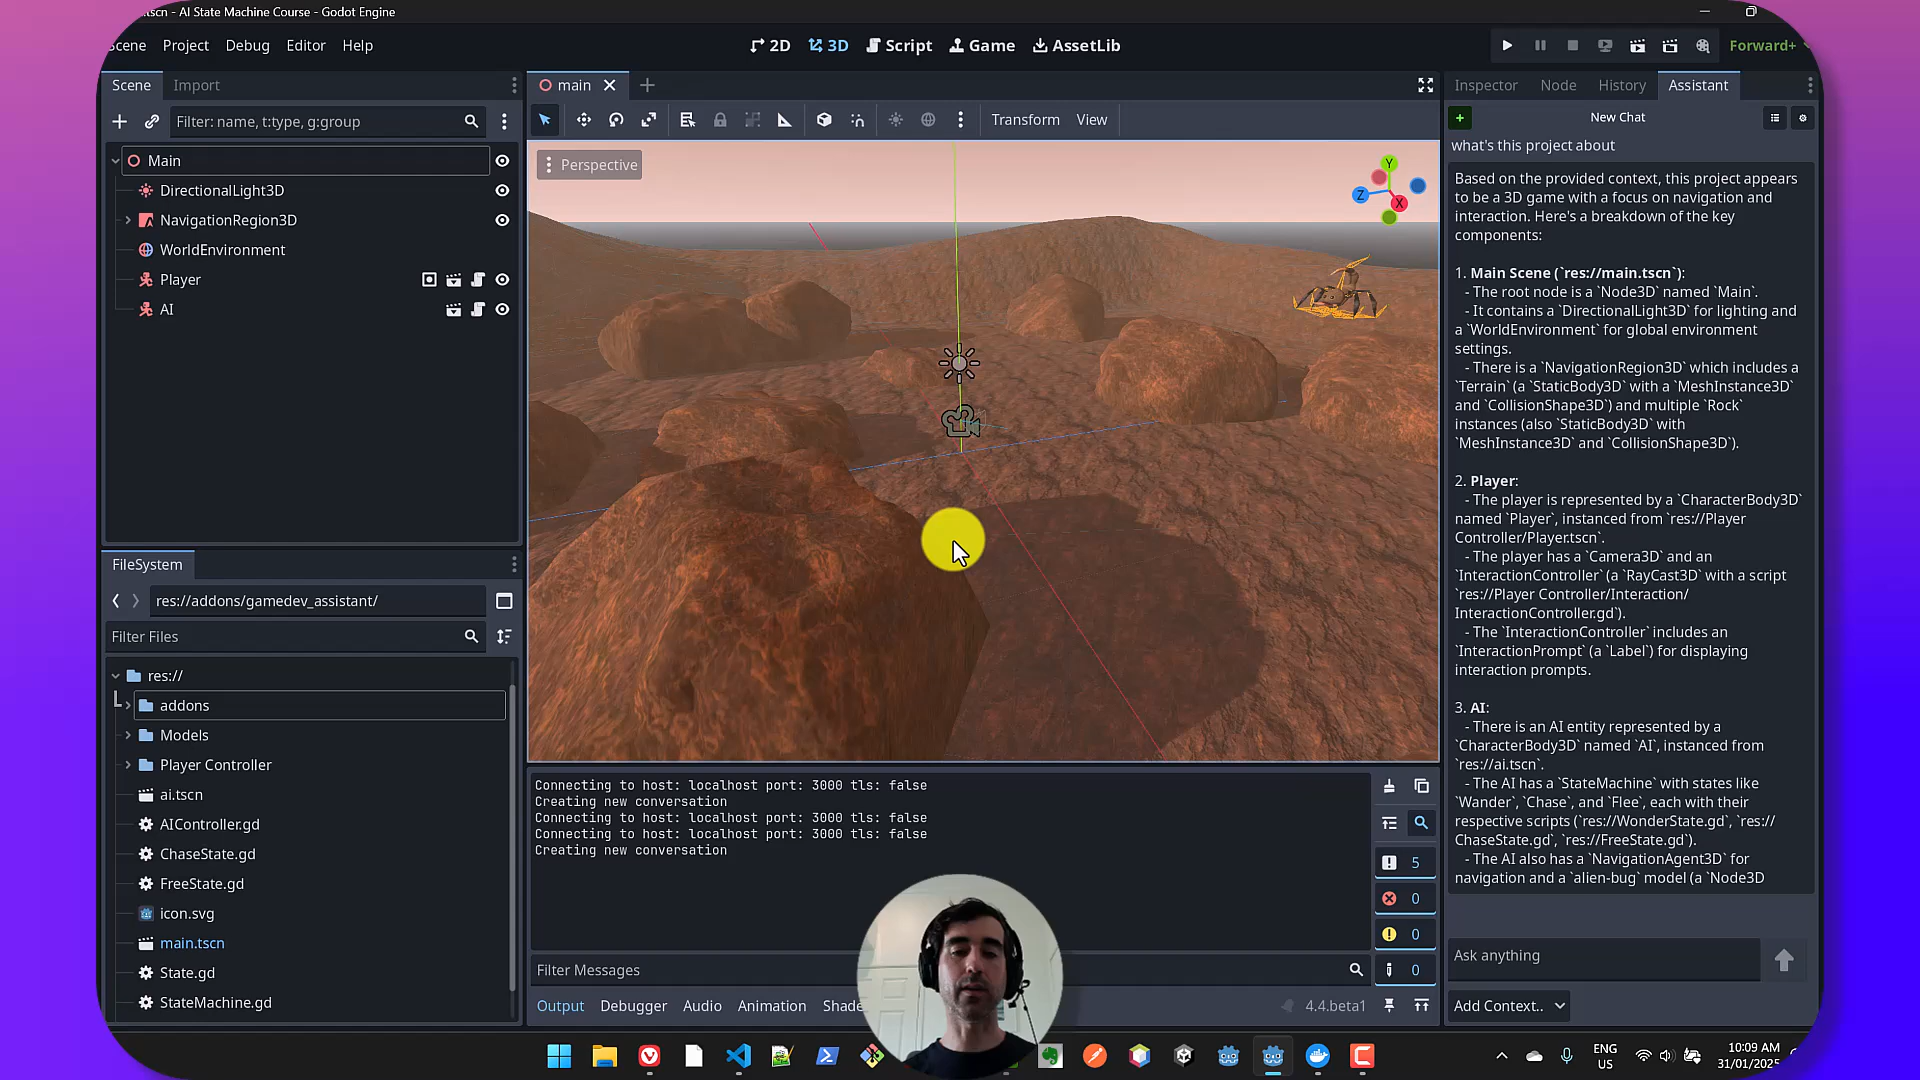 .tscn - AI State Machine Course - Godot Engine
Scene Project Debug Editor Help
2D 3D Script Game AssetLib
Forward+
Scene Import
Filter: name, t:type, g:group
Main
DirectionalLight3D
NavigationRegion3D
WorldEnvironment
Player
AI
FileSystem
res://addons/gamedev_assistant/
Filter Files
res://
addons
Models
Player Controller
ai.tscn
AIController.gd
ChaseState.gd
FreeState.gd
icon.svg
main.tscn
State.gd
StateMachine.gd
main
Transform View
Perspective
Y
Z
X
Connecting to host: localhost port: 3000 tls: false
Creating new conversation
Connecting to host: localhost port: 3000 tls: false
Connecting to host: localhost port: 3000 tls: false
Creating new conversation
5
0
0
0
Filter Messages
Output Debugger Audio Animation Shade
4.4.beta1
Inspector Node History Assistant
New Chat
what's this project about
Based on the provided context, this project appears
to be a 3D game with a focus on navigation and
interaction. Here's a breakdown of the key
components:
1. Main Scene (`res://main.tscn`):
- The root node is a `Node3D` named `Main`.
- It contains a `DirectionalLight3D` for lighting and
a `WorldEnvironment` for global environment
settings.
- There is a `NavigationRegion3D` which includes a
`Terrain` (a `StaticBody3D` with a `MeshInstance3D`
and `CollisionShape3D`) and multiple `Rock`
instances (also `StaticBody3D` with
`MeshInstance3D` and `CollisionShape3D`).
2. Player:
- The player is represented by a `CharacterBody3D`
named `Player`, instanced from `res://Player
Controller/Player.tscn`.
- The player has a `Camera3D` and an
`InteractionController` (a `RayCast3D` with a script
`res://Player Controller/Interaction/
InteractionController.gd`).
- The `InteractionController` includes an
`InteractionPrompt` (a `Label`) for displaying
interaction prompts.
3. AI:
- There is an AI entity represented by a
`CharacterBody3D` named `AI`, instanced from
`res://ai.tscn`.
- The AI has a `StateMachine` with states like
`Wander`, `Chase`, and `Flee`, each with their
respective scripts (`res://WonderState.gd`, `res://
ChaseState.gd`, `res://FreeState.gd`).
- The AI also has a `NavigationAgent3D` for
navigation and a `alien-bug` model (a `Node3D
Ask anything
Add Context..
ENG
US
10:09 AM
31/01/2025